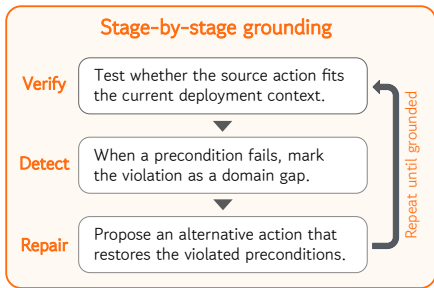 Stage-by-stage grounding
Verify
Test whether the source action fits
the current deployment context.
Detect
When a precondition fails, mark
the violation as a domain gap.
Repair
Propose an alternative action that
restores the violated preconditions.
Repeat until grounded